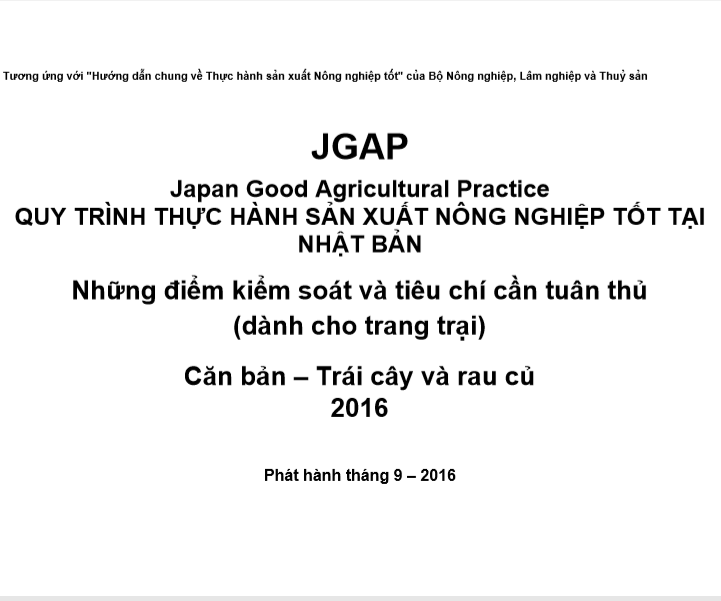 Tương ứng với "Hướng dẫn chung về Thực hành sản xuất Nông nghiệp tốt" của Bộ Nông nghiệp, Lâm nghiệp và Thuỷ sản
JGAP
Japan Good Agricultural Practice
QUY TRÌNH THỰC HÀNH SẢN XUẤT NÔNG NGHIỆP TỐT TẠI
NHẬT BẢN
Những điểm kiểm soát và tiêu chí cần tuân thủ
(dành cho trang trại)
Căn bản – Trái cây và rau củ
2016
Phát hành tháng 9 – 2016